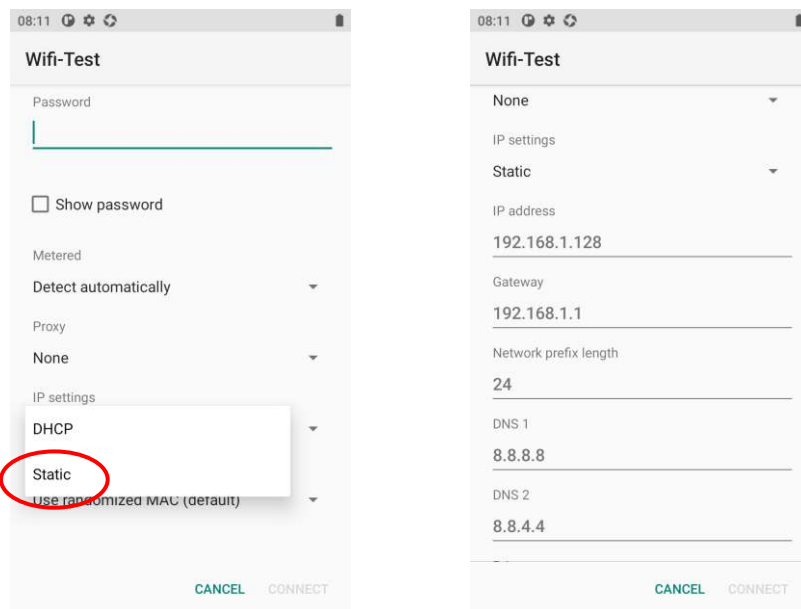 08:11
Wifi-Test
Password
Show password
Metered
Detect automatically
Proxy
None
IP settings
DHCP
Static
Use randomized MAC (default)
CANCEL CONNECT
08:11
Wifi-Test
None
IP settings
Static
IP address
192.168.1.128
Gateway
192.168.1.1
Network prefix length
24
DNS 1
8.8.8.8
DNS 2
8.8.4.4
CANCEL CONNECT